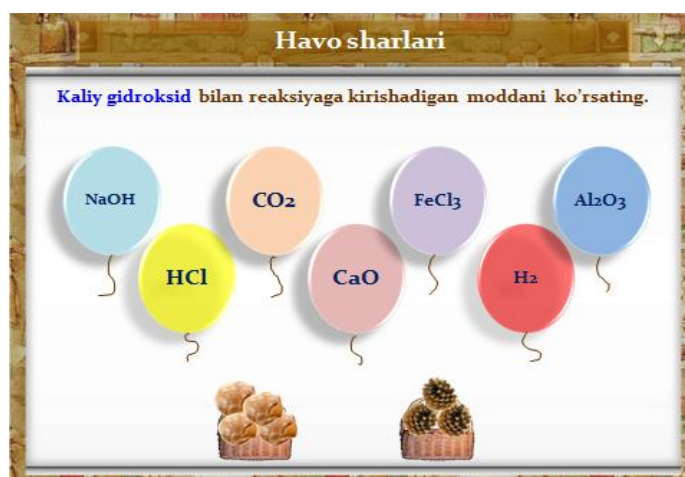 Havo sharlari
Kaliy gidroksid bilan reaksiyaga kirishadigan moddani ko'rsating.
NaOH
CO2
FeCl3
Al2O3
HCl
CaO
H2